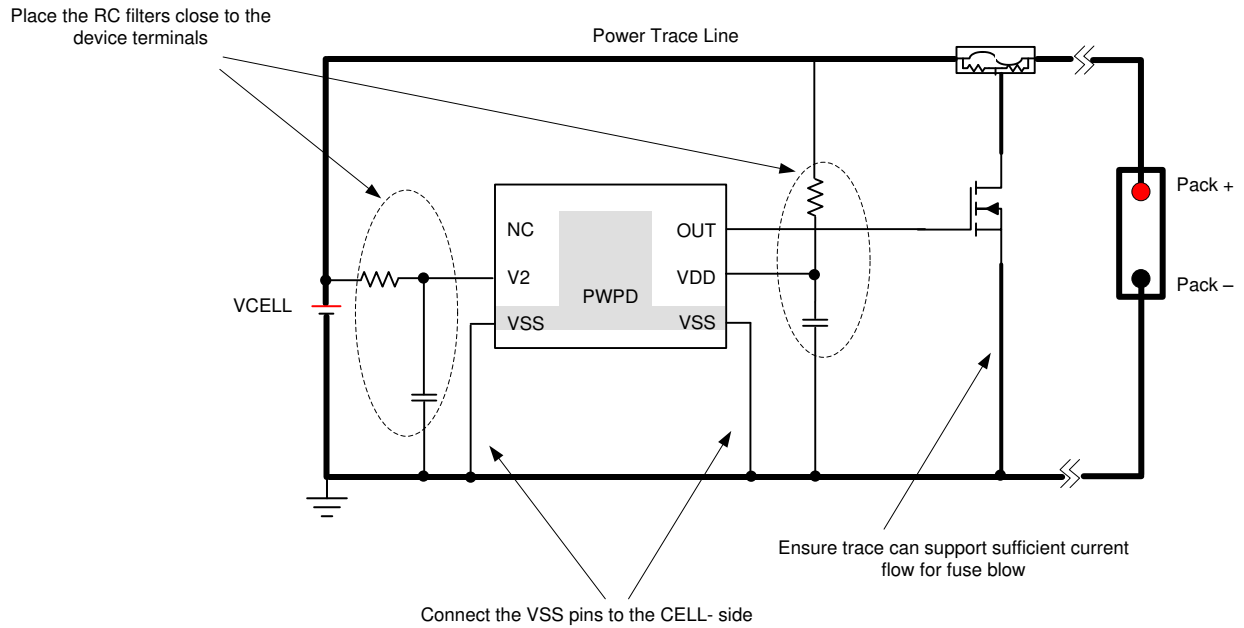 Place the RC filters close to the
device terminals
Power Trace Line
Pack +
Pack –
VCELL
NC
V2
VSS
PWPD
OUT
VDD
VSS
Ensure trace can support sufficient current
flow for fuse blow
Connect the VSS pins to the CELL- side